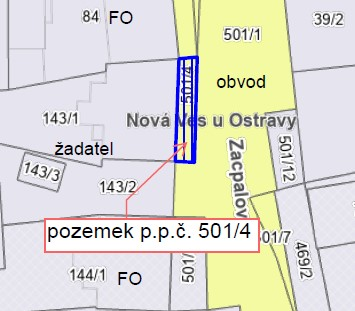 84 FO
39/2
501/1
501/4
obvod
143/1
Nová Ves u Ostravy
žadatel
501/12
143/3
143/2
Zacpalov
pozemek p.p.č. 501/4
501/7
469/2
501/
144/1 FO